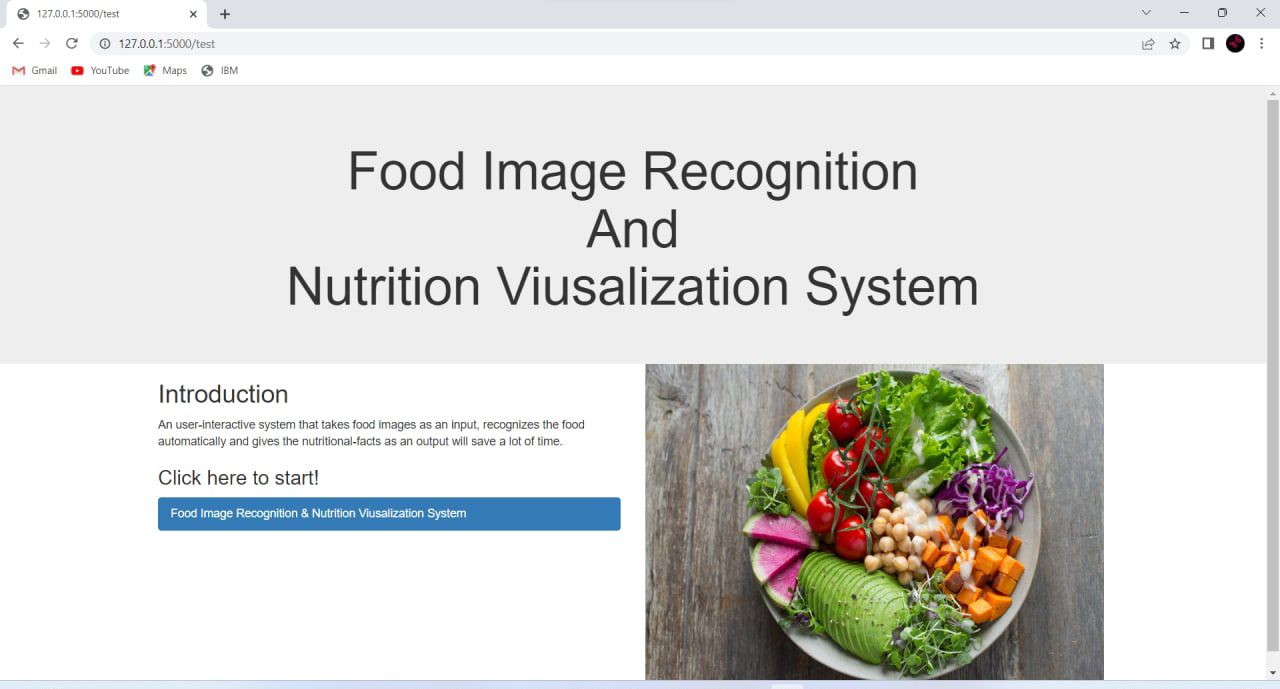 127.0.0.1:5000/test
127.0.0.1:5000/test
Gmail YouTube Maps IBM
Food Image Recognition
And
Nutrition Viusalization System
Introduction
An user-interactive system that takes food images as an input, recognizes the food
automatically and gives the nutritional-facts as an output will save a lot of time.
Click here to start!
Food Image Recognition & Nutrition Viusalization System